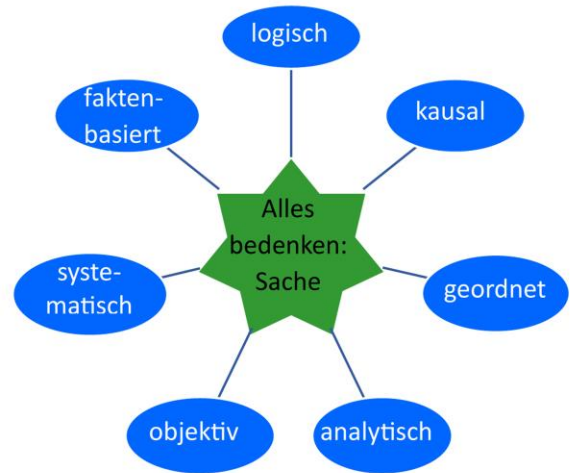 logisch
fakten-
basiert
kausal
Alles
bedenken:
Sache
syste-
matisch
geordnet
objektiv
analytisch